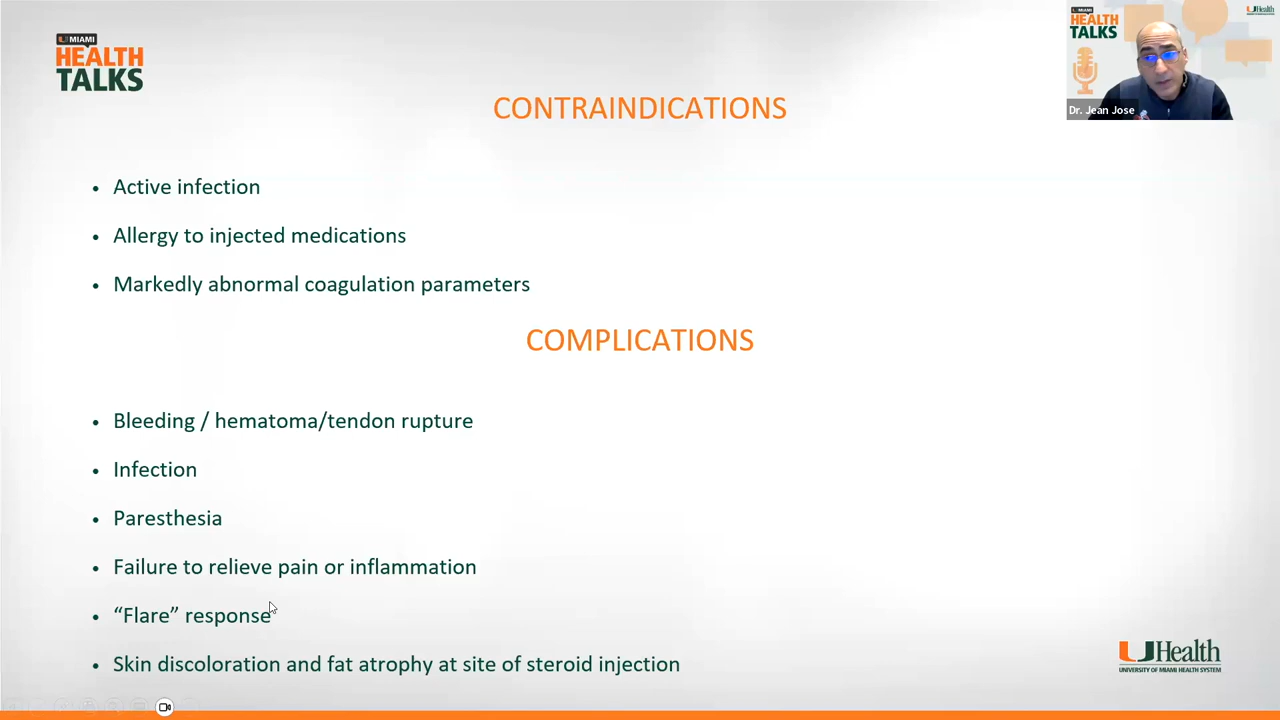 U MIAMI
HEALTH
TALKS
HEALTH
TALKS
UHealth
Dr. Jean Jose
CONTRAINDICATIONS
• Active infection
• Allergy to injected medications
• Markedly abnormal coagulation parameters
COMPLICATIONS
• Bleeding / hematoma/tendon rupture
• Infection
• Paresthesia
• Failure to relieve pain or inflammation
• “Flare” response
• Skin discoloration and fat atrophy at site of steroid injection
UHealth
UNIVERSITY OF MIAMI HEALTH SYSTEM